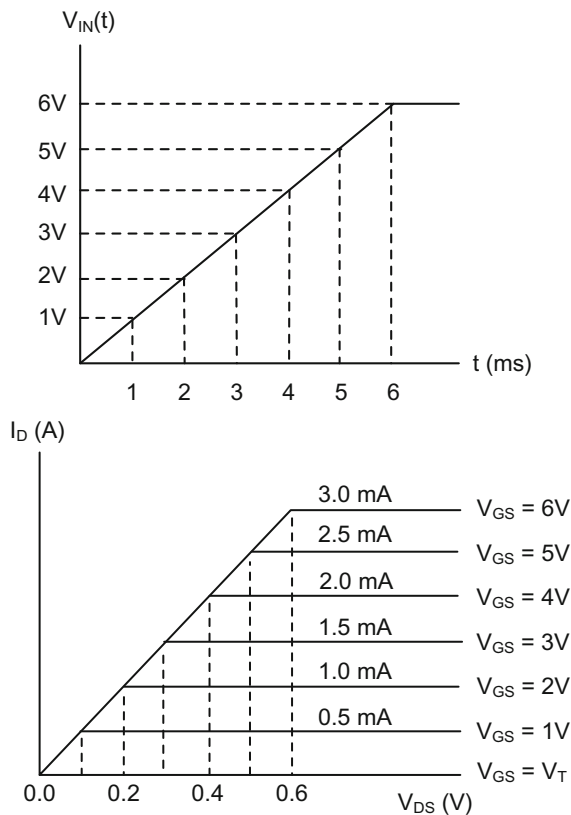 V_IN(t)
6V
5V
4V
3V
2V
1V
t (ms)
1 2 3 4 5 6
I_D (A)
3.0 mA V_GS = 6V
2.5 mA V_GS = 5V
2.0 mA V_GS = 4V
1.5 mA V_GS = 3V
1.0 mA V_GS = 2V
0.5 mA V_GS = 1V
V_GS = V_T
0.0 0.2 0.4 0.6
V_DS (V)